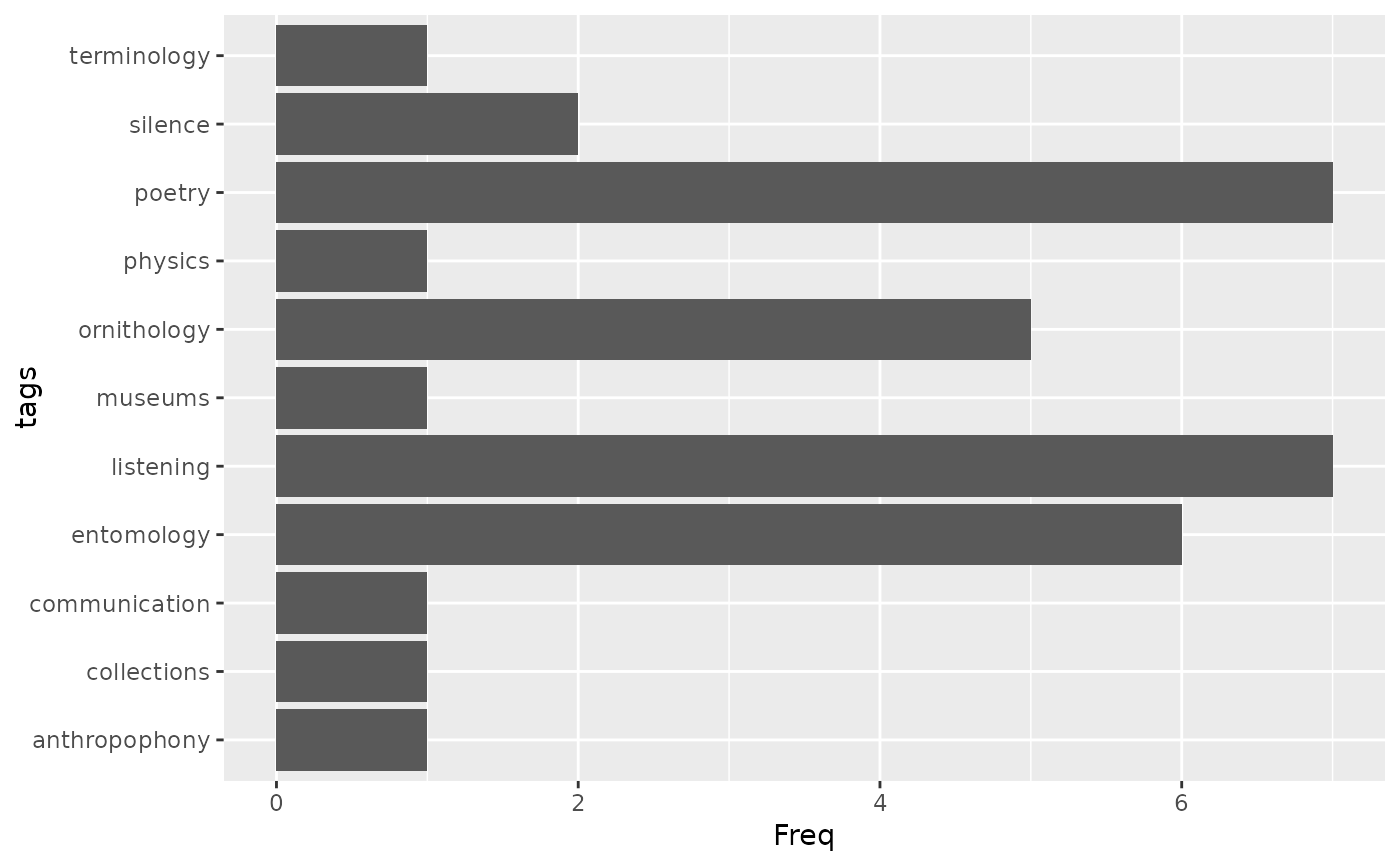 terminology
silence
poetry
physics
ornithology
museums
listening
entomology
communication
collections
anthropophony
tags
0 2 4 6
Freq